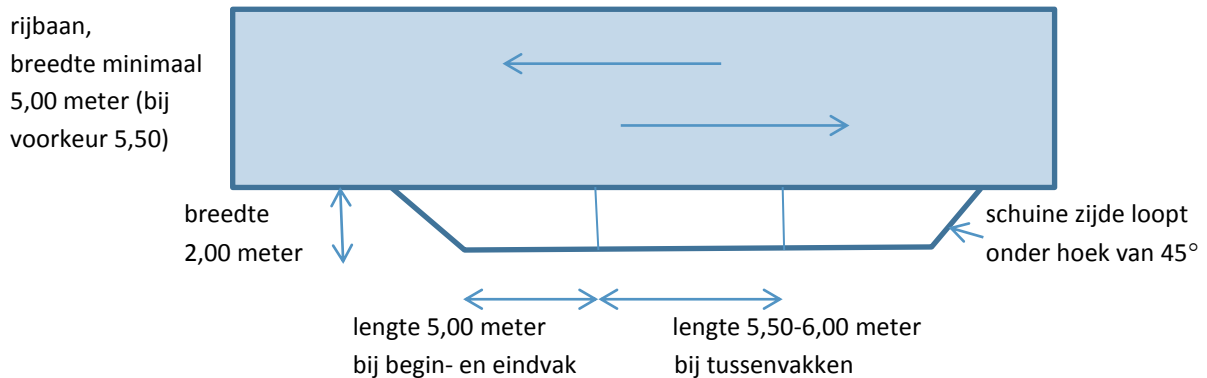 rijbaan,
breedte minimaal
5,00 meter (bij
voorkeur 5,50)
breedte
2,00 meter
schuine zijde loopt
onder hoek van 45°
lengte 5,00 meter
bij begin- en eindvak
lengte 5,50-6,00 meter
bij tussenvakken